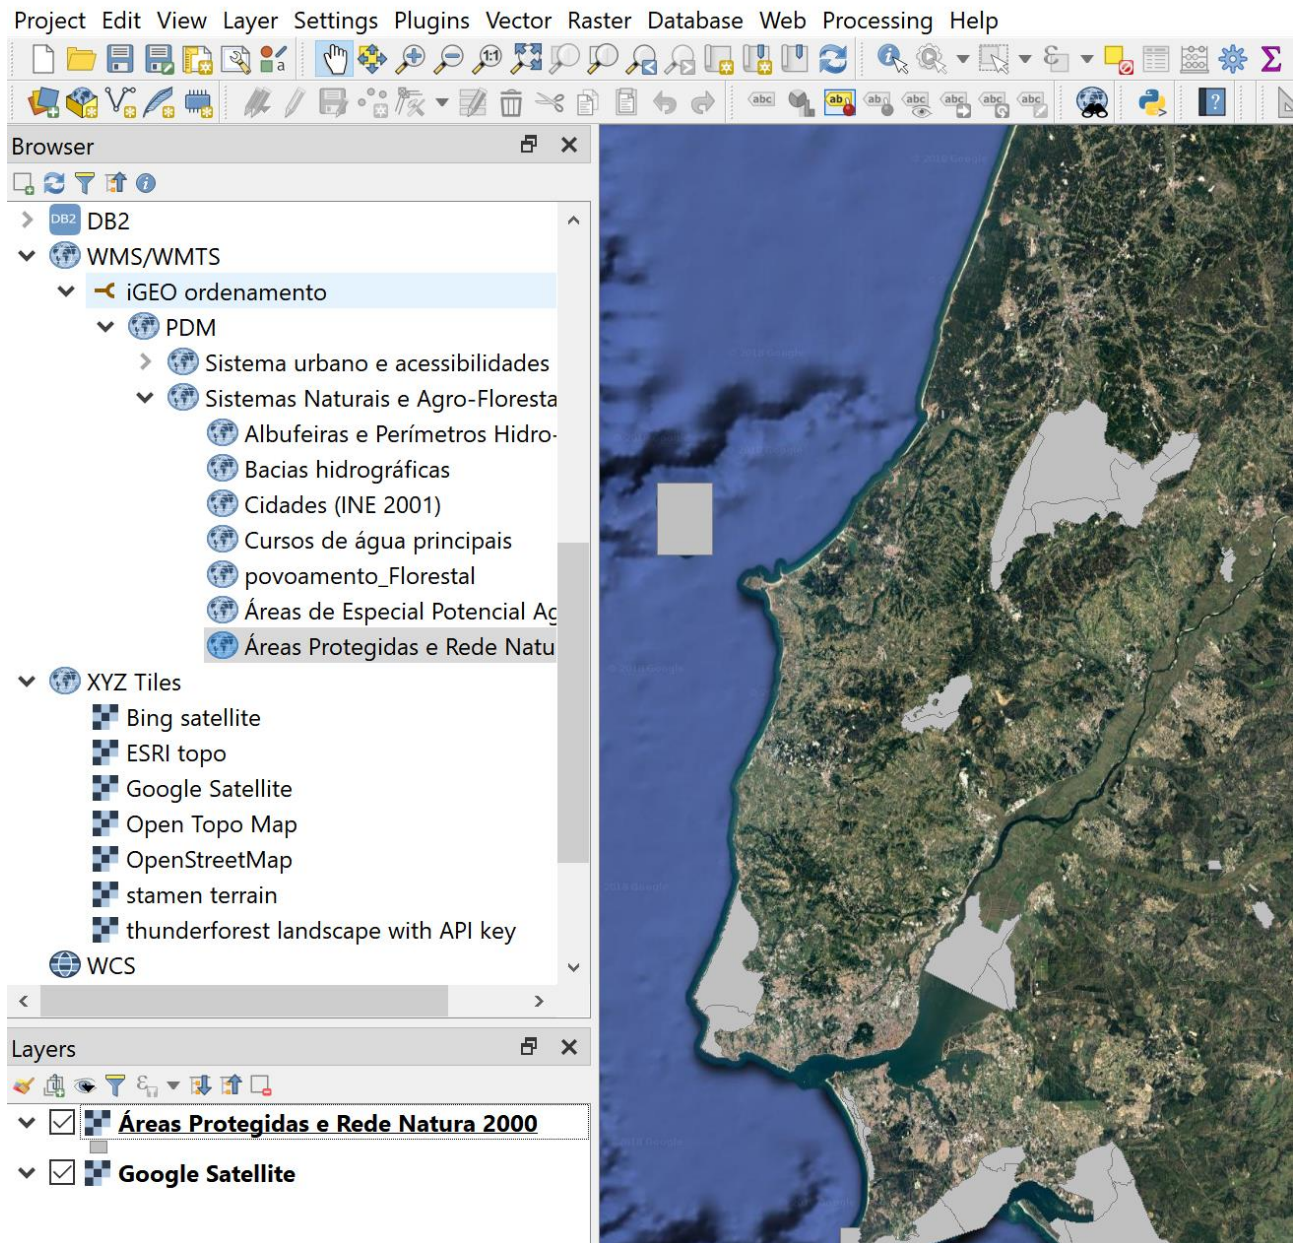 Project Edit View Layer Settings Plugins Vector Raster Database Web Processing Help
Browser
DB2
WMS/WMTS
iGEO ordenamento
PDM
Sistema urbano e acessibilidades
Sistemas Naturais e Agro-Floresta
Albufeiras e Perímetros Hidro-
Bacias hidrográficas
Cidades (INE 2001)
Cursos de água principais
povoamento_Florestal
Áreas de Especial Potencial Ag
Áreas Protegidas e Rede Natu
XYZ Tiles
Bing satellite
ESRI topo
Google Satellite
Open Topo Map
OpenStreetMap
stamen terrain
thunderforest landscape with API key
WCS
Layers
Áreas Protegidas e Rede Natura 2000
Google Satellite